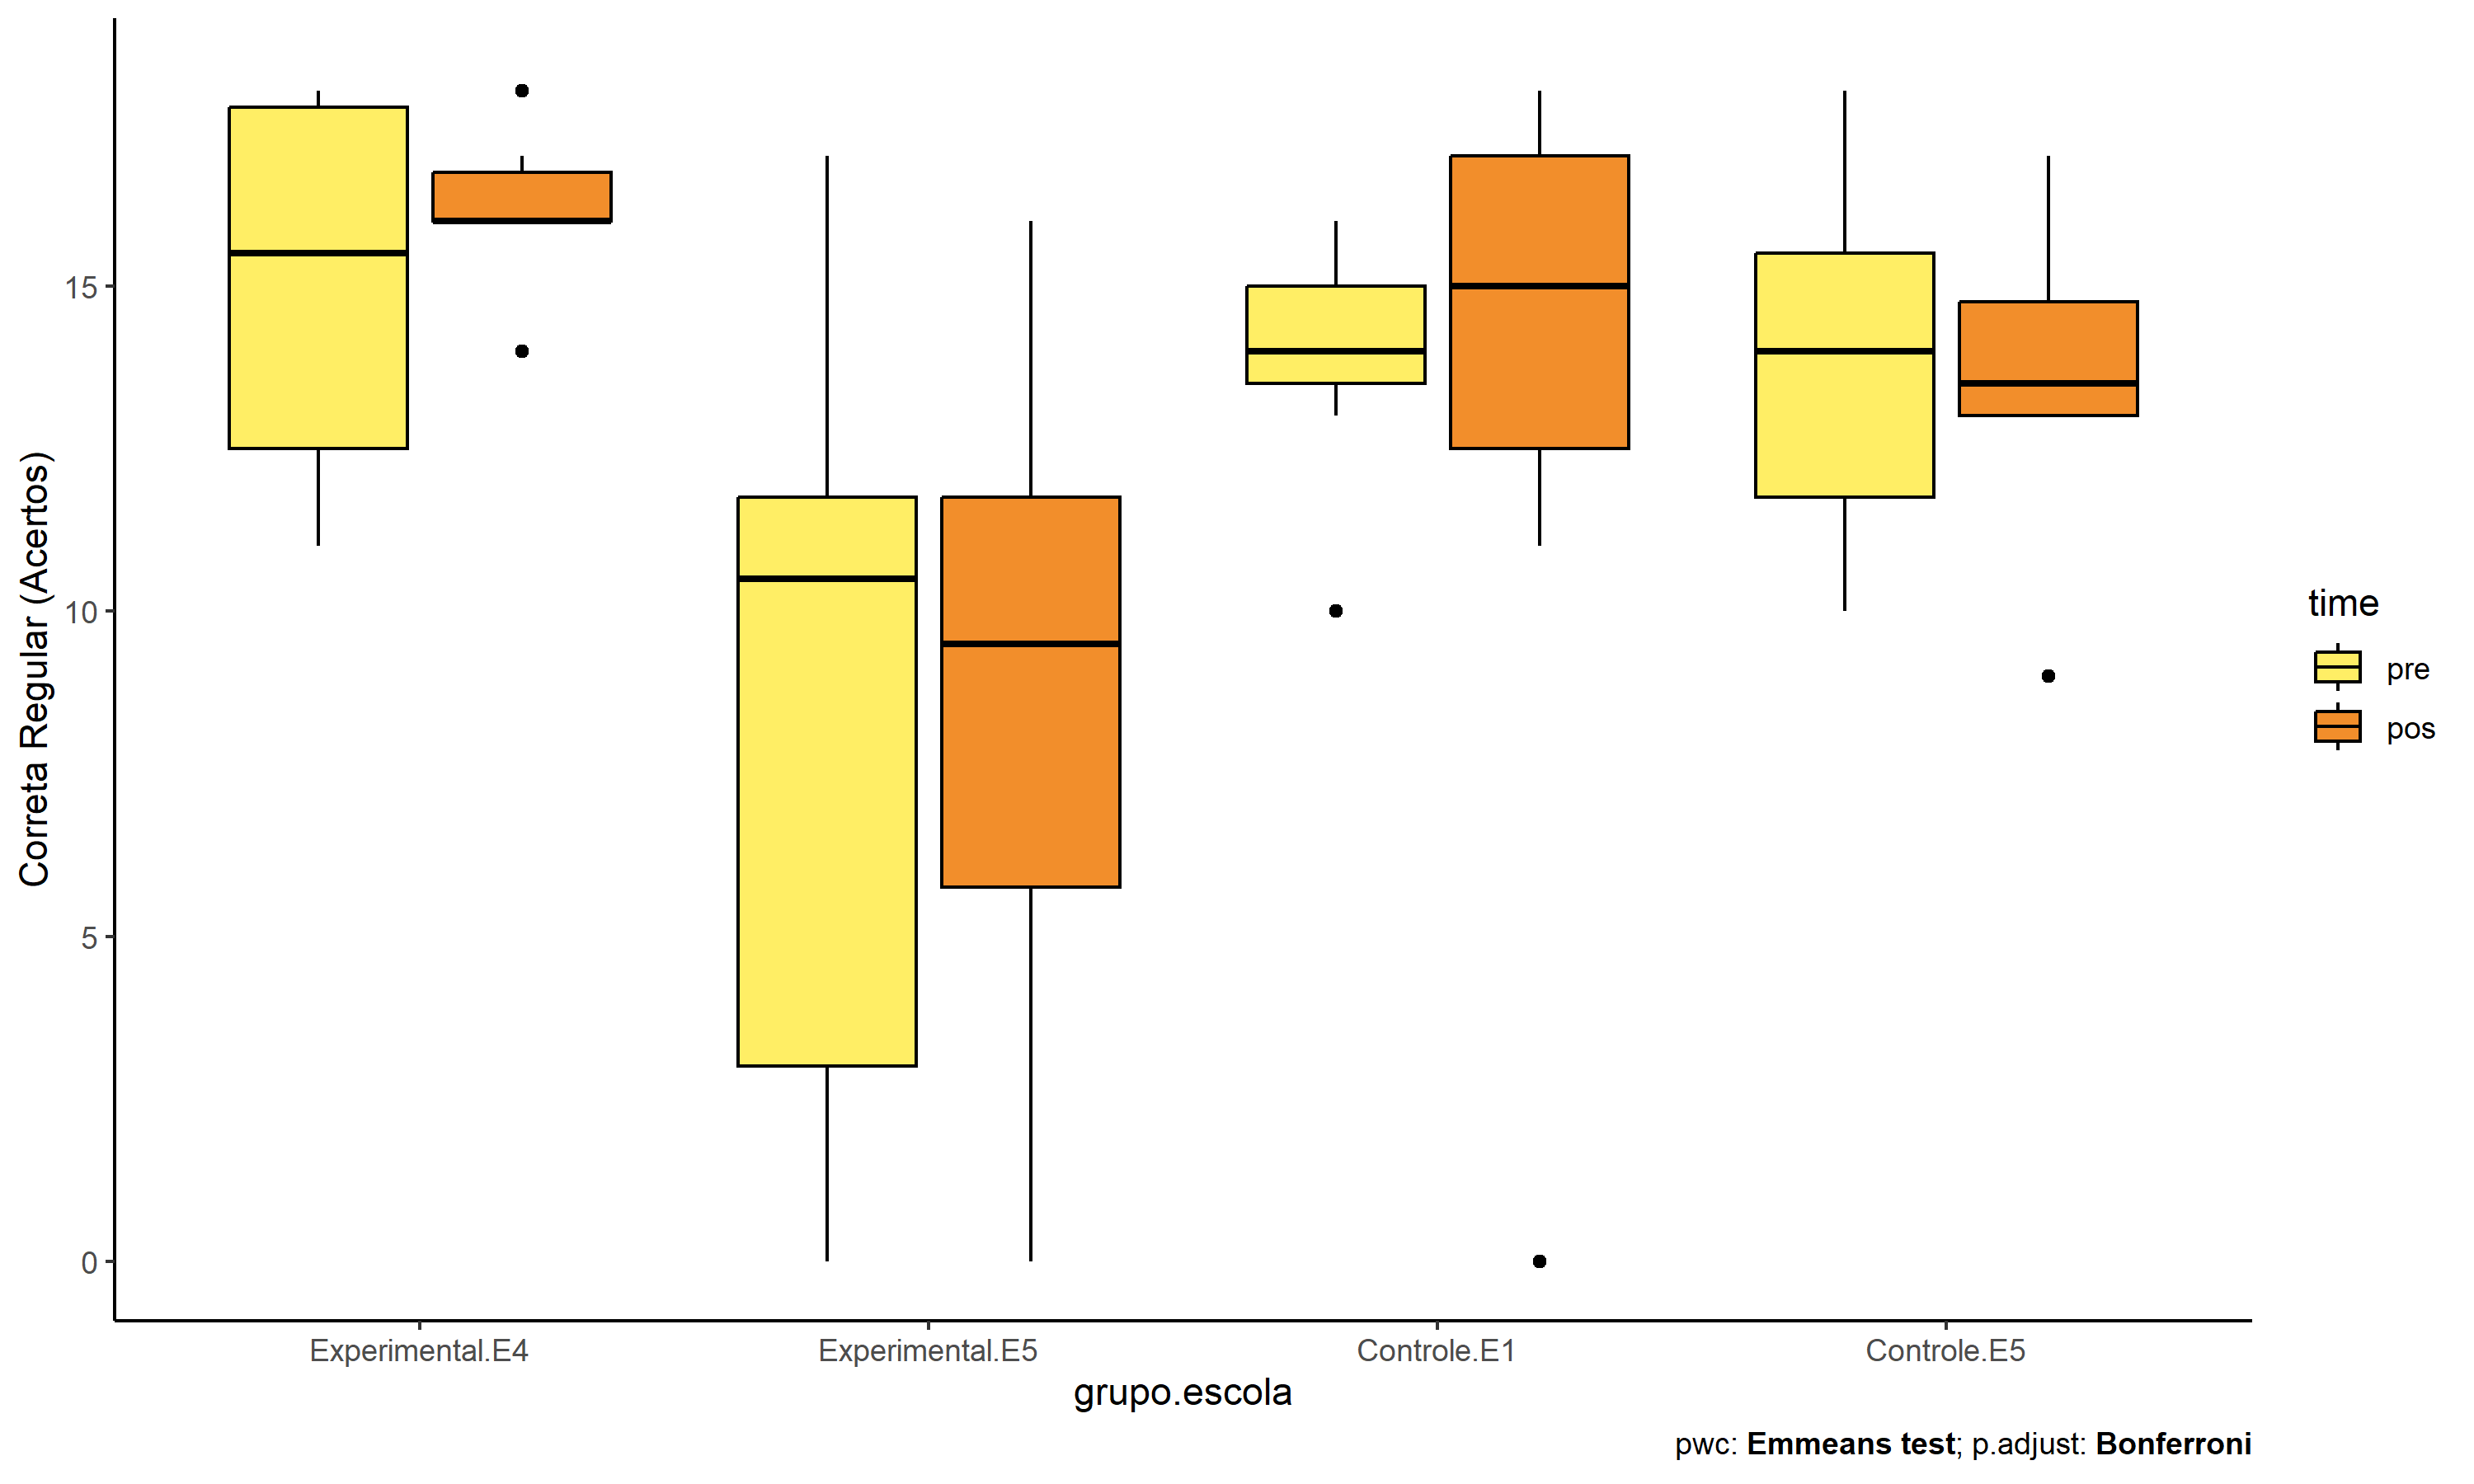 Correta Regular (Acertos)
15
10
5
0
Experimental.E4
Experimental.E5
Controle.E1
Controle.E5
grupo.escola
time
pre
pos
pwc: Emmeans test; p.adjust: Bonferroni